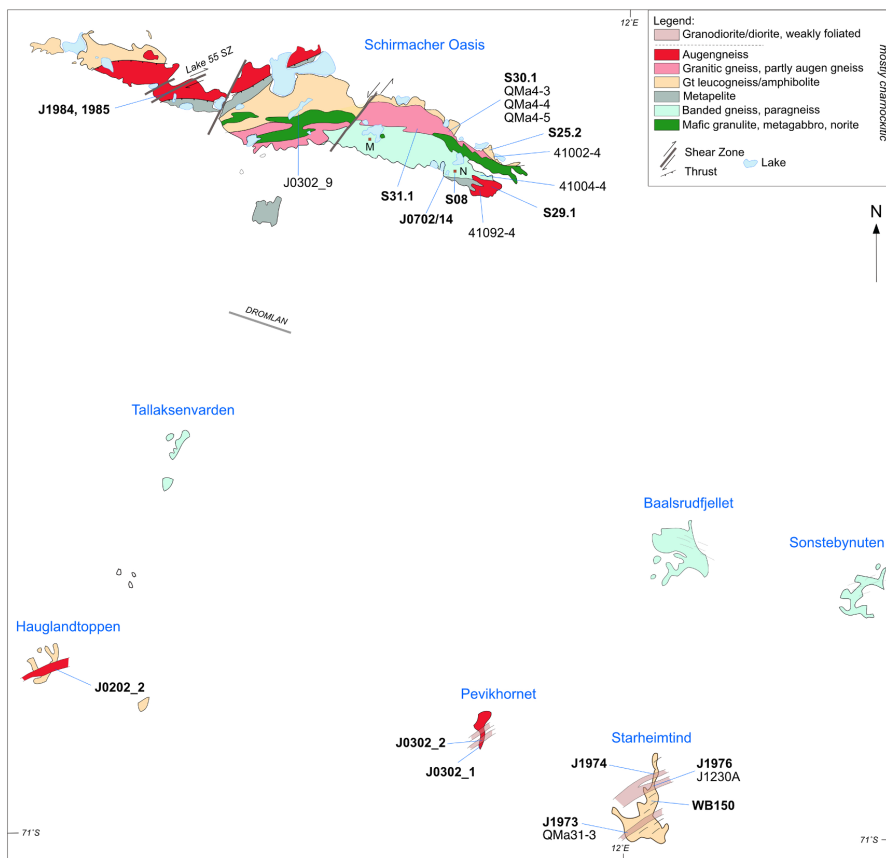 12˚E
Legend:
Granodiorite/diorite, weakly foliated
Augengneiss
Granitic gneiss, partly augen gneiss
Gt leucogneiss/amphibolite
Metapelite
Banded gneiss, paragneiss
Mafic granulite, metagabbro, norite
Shear Zone
Thrust
Lake
mostly charnockitic
Schirmacher Oasis
Lake 55 SZ
J1984, 1985
S30.1
QMa4-3
QMa4-4
QMa4-5
S25.2
41002-4
M
N
J0302_9
S31.1
S08
41004-4
J0702/14
S29.1
41092-4
N
DROMLAN
Tallaksenvarden
Baalsrudfjellet
Sonstebynuten
Hauglandtoppen
J0202_2
Pevikhornet
J0302_2
J0302_1
Starheimtind
J1974
J1976
J1230A
WB150
J1973
QMa31-3
71˚S
12˚E
71˚S